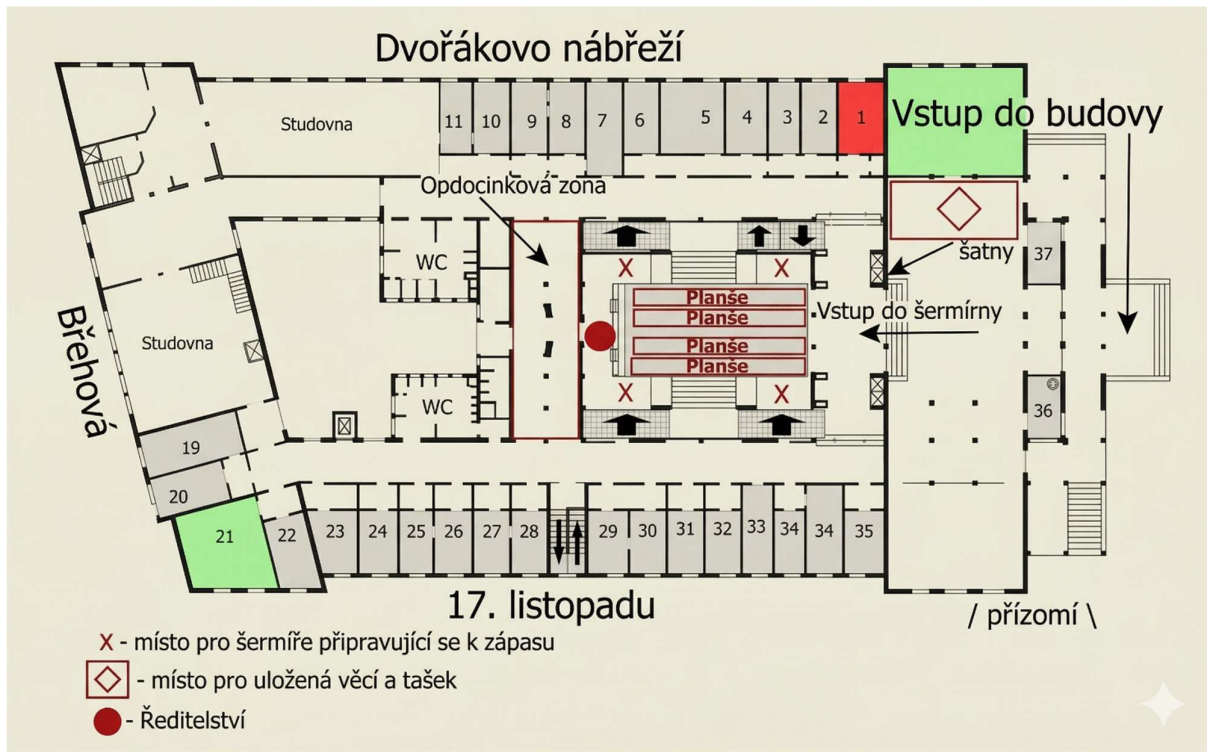 Dvořákovo nábřeží
Vstup do budovy
Studovna
11 10 9 8 7 6 5 4 3 2 1
Opdocinková zona
WC
šatny
37
Planše
Planše
Planše
Planše
Vstup do šermírny
Břehová
Studovna
WC
36
19
20
21
22 23 24 25 26 27 28 29 30 31 32 33 34 34 35
17. listopadu
/ přízomí \
X X
X X
X - místo pro šermíře připravující se k zápasu
- místo pro uložená věcí a tašek
- Ředitelství